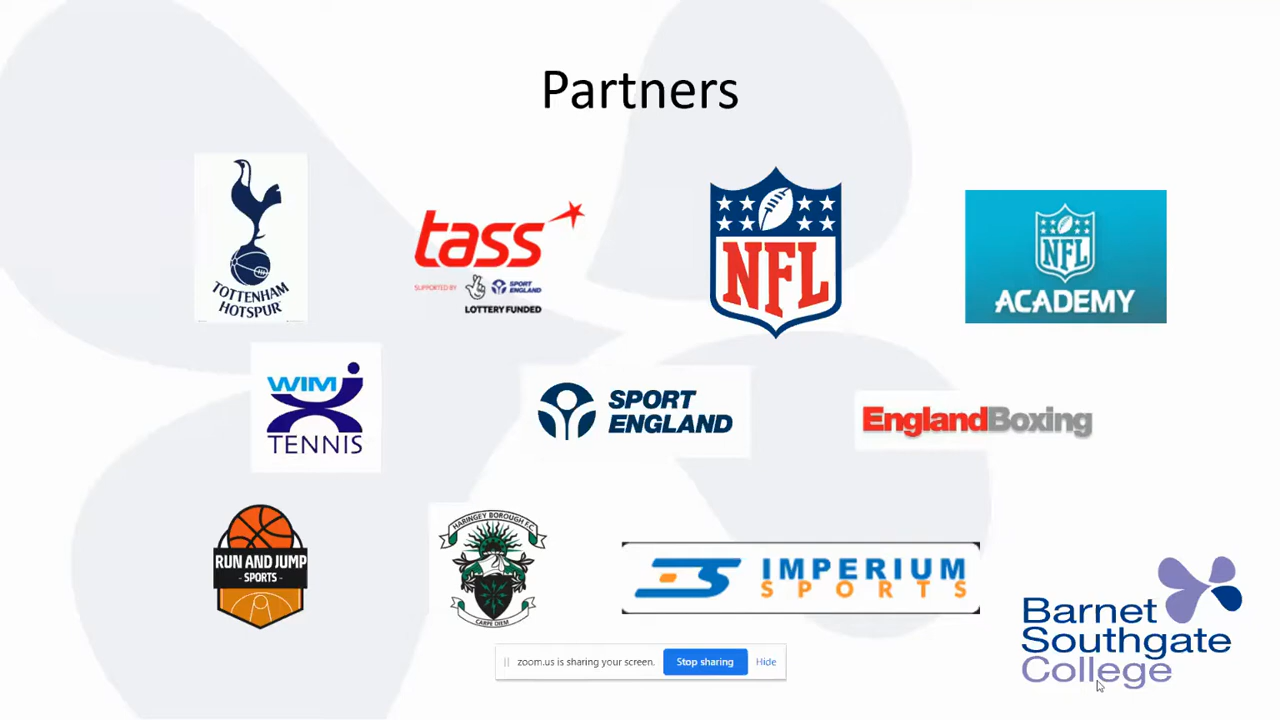 Partners
TOTTENHAM
HOTSPUR
tass
SUPPORTED BY
SPORT
ENGLAND
LOTTERY FUNDED
NFL
NFL
ACADEMY
WIMX
TENNIS
SPORT
ENGLAND
EnglandBoxing
RUN AND JUMP
- SPORTS -
HARINGEY BOROUGH F.C.
CARPE DIEM
IMPERIUM
SPORTS
Barnet
Southgate
College
zoom.us is sharing your screen.
Stop sharing
Hide